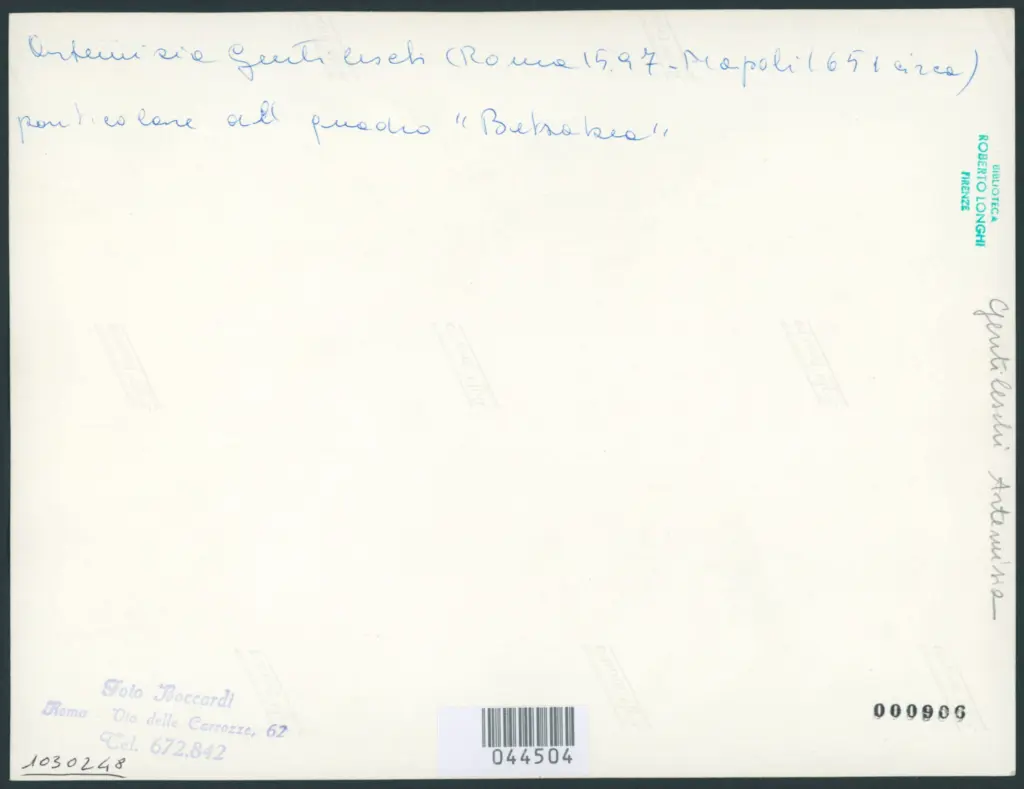 Artemisia Gentileschi (Roma 1597 - Napoli 1651 circa)
particolare del quadro "Betsabea"
BIBLIOTECA
ROBERTO LONGHI
FIRENZE
Gentileschi Artemisia
Foto Boccardi
Roma - Via delle Carrozze, 62
Tel. 672.842
1030248
044504
000906